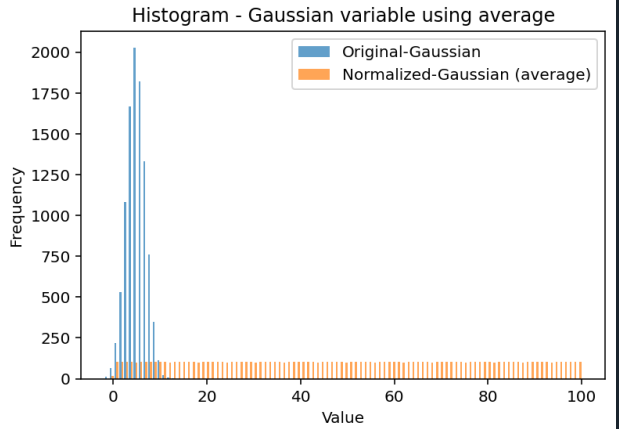 Histogram - Gaussian variable using average
Original-Gaussian
Normalized-Gaussian (average)
Frequency
2000
1750
1500
1250
1000
750
500
250
0
0 20 40 60 80 100
Value